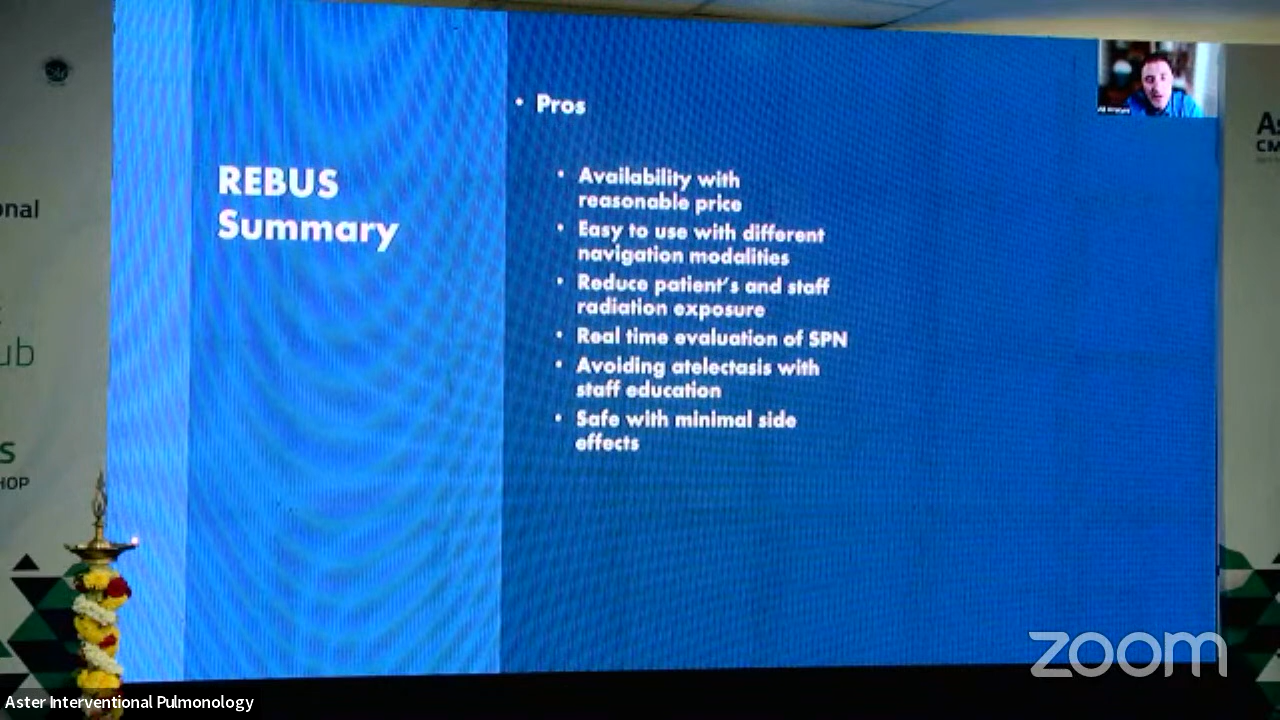 REBUS
Summary
• Pros
• Availability with
reasonable price
• Easy to use with different
navigation modalities
• Reduce patient's and staff
radiation exposure
• Real time evaluation of SPN
• Avoiding atelectasis with
staff education
• Safe with minimal side
effects
onal
ub
S
HOP
As
CM
zoom
Aster Interventional Pulmonology